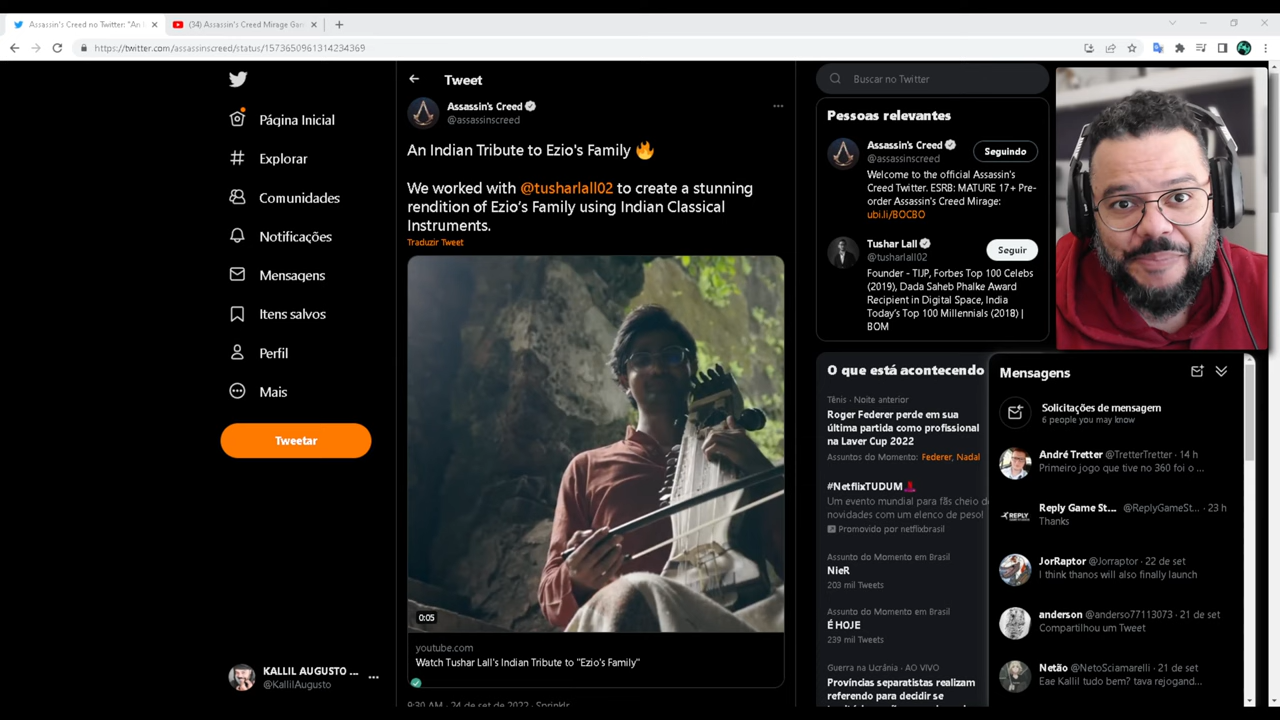 Assassin's Creed no Twitter: "An I
(34) Assassin's Creed Mirage Gam
https://twitter.com/assassinscreed/status/1573650961314234369
Página Inicial
Explorar
Comunidades
Notificações
Mensagens
Itens salvos
Perfil
Mais
Tweetar
KALLIL AUGUSTO ...
@KallilAugusto
Tweet
Assassin's Creed
@assassinscreed
An Indian Tribute to Ezio's Family 🔥
We worked with @tusharlall02 to create a stunning
rendition of Ezio's Family using Indian Classical
Instruments.
Traduzir Tweet
0:05
youtube.com
Watch Tushar Lall's Indian Tribute to "Ezio's Family"
9:30 AM · 24 de set de 2022 · Sprinklr
Buscar no Twitter
Pessoas relevantes
Assassin's Creed
@assassinscreed
Seguindo
Welcome to the official Assassin's
Creed Twitter. ESRB: MATURE 17+ Pre-
order Assassin's Creed Mirage:
ubi.li/BOCBO
Tushar Lall
@tusharlall02
Seguir
Founder - TIJP, Forbes Top 100 Celebs
(2019), Dada Saheb Phalke Award
Recipient in Digital Space, India
Today's Top 100 Millennials (2018) |
BOM
O que está acontecendo
Tênis · Noite anterior
Roger Federer perde em sua
última partida como profissional
na Laver Cup 2022
Assuntos do Momento: Federer, Nadal
#NetflixTUDUM
Um evento mundial para fãs cheio de
novidades com um elenco de pesol
Promovido por netflixbrasil
Assunto do Momento em Brasil
NieR
203 mil Tweets
Assunto do Momento em Brasil
É HOJE
239 mil Tweets
Guerra na Ucrânia · AO VIVO
Províncias separatistas realizam
referendo para decidir se
Mensagens
Solicitações de mensagem
6 people you may know
André Tretter @TretterTretter · 14 h
Primeiro jogo que tive no 360 foi o ...
Reply Game St... @ReplyGameSt... · 23 h
Thanks
JorRaptor @Jorraptor · 22 de set
I think thanos will also finally launch
anderson @anderso77113073 · 21 de set
Compartilhou um Tweet
Netão @NetoSciamarelli · 21 de set
Eae Kallil tudo bem? tava rejogand...